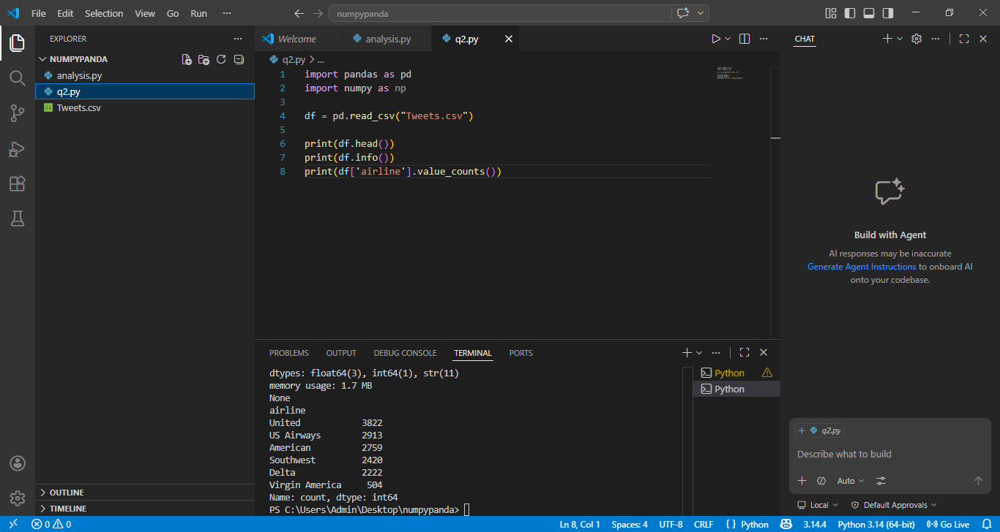 File Edit Selection View Go Run ···
numpypanda
EXPLORER
NUMPYPANDA
analysis.py
q2.py
Tweets.csv
OUTLINE
TIMELINE
Welcome
analysis.py
q2.py
q2.py > ...
1 import pandas as pd
2 import numpy as np
3
4 df = pd.read_csv("Tweets.csv")
5
6 print(df.head())
7 print(df.info())
8 print(df['airline'].value_counts())
PROBLEMS OUTPUT DEBUG CONSOLE TERMINAL PORTS
dtypes: float64(3), int64(1), str(11)
memory usage: 1.7 MB
None
airline
United 3822
US Airways 2913
American 2759
Southwest 2420
Delta 2222
Virgin America 504
Name: count, dtype: int64
PS C:\Users\Admin\Desktop\numpypanda>
Python
Python
CHAT
Build with Agent
AI responses may be inaccurate
Generate Agent Instructions to onboard AI
onto your codebase.
q2.py
Describe what to build
Auto
Local Default Approvals
0 0 Ln 8, Col 1 Spaces: 4 UTF-8 CRLF { } Python 3.14.4 Python 3.14 (64-bit) Go Live